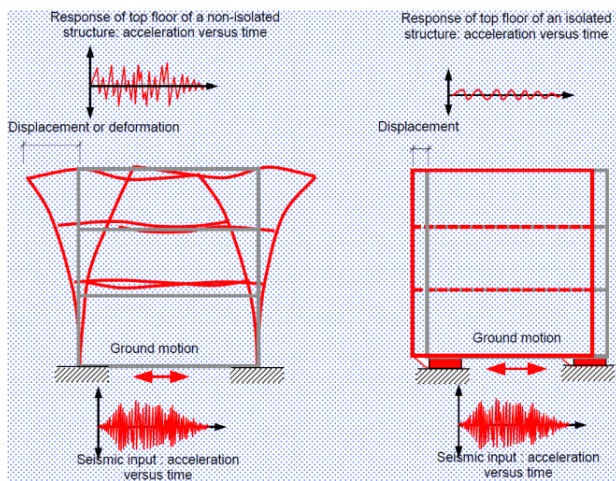 Response of top floor of a non-isolated
structure: acceleration versus time
Displacement or deformation
Ground motion
Seismic input : acceleration
versus time
Response of top floor of an isolated
structure: acceleration versus time
Displacement
Ground motion
Seismic input : acceleration
versus time